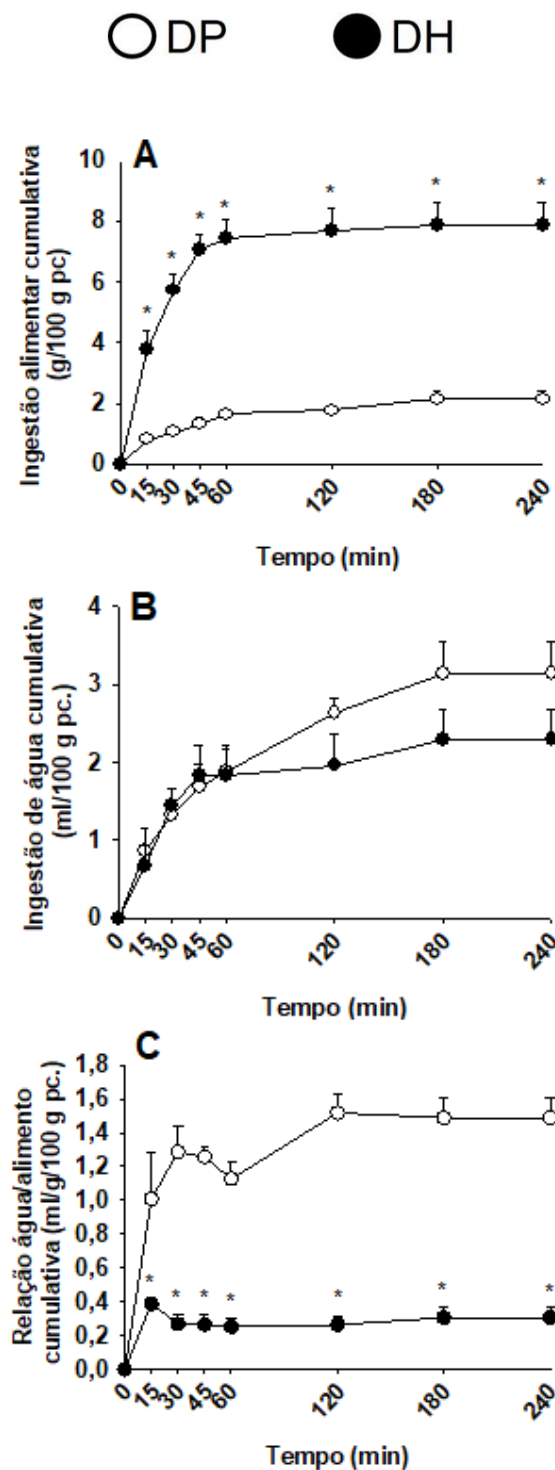 DP DH
A
Ingestão alimentar cumulativa
(g/100 g pc)
10
8
6
4
2
0
* * * * * * *
0 15 30 45 60 120 180 240
Tempo (min)
B
Ingestão de água cumulativa
(ml/100 g pc.)
4
3
2
1
0
0 15 30 45 60 120 180 240
Tempo (min)
C
Relação água/alimento
cumulativa (ml/g/100 g pc.)
1,8
1,6
1,4
1,2
1,0
0,8
0,6
0,4
0,2
0,0
* * * * * * *
0 15 30 45 60 120 180 240
Tempo (min)